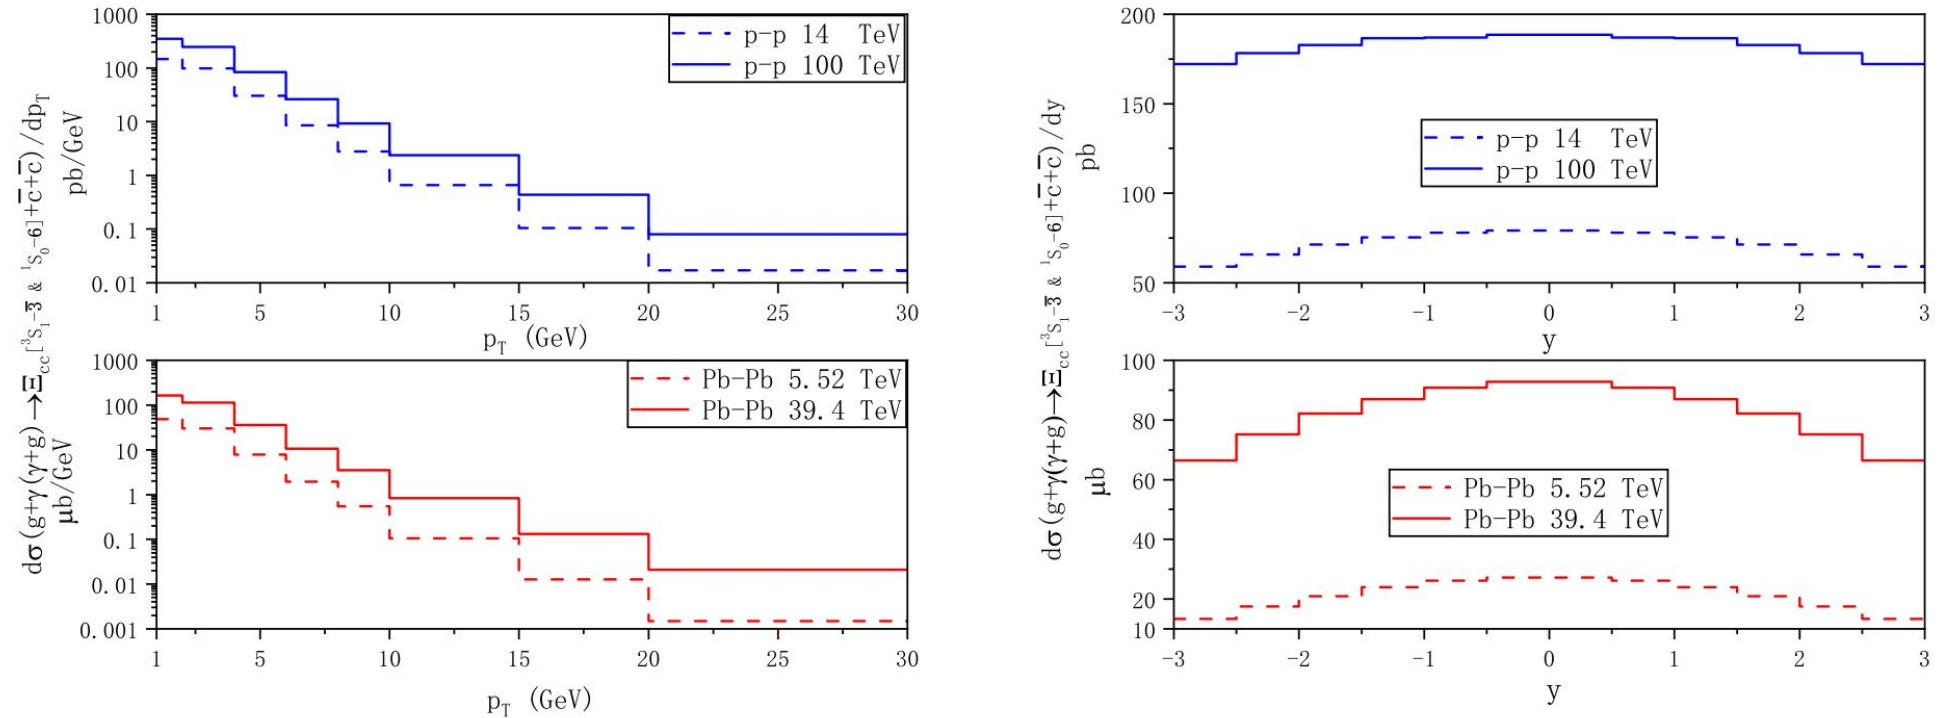 dσ(g+γ(γ+g)→Ξcc[³S₁-3̅ & ¹S₀-6]+c̅+c̅)/dp_T
pb/GeV
1000
100
10
1
0.1
0.01
p-p 14 TeV
p-p 100 TeV
1 5 10 15 20 25 30
p_T (GeV)
μb/GeV
1000
100
10
1
0.1
0.01
0.001
Pb-Pb 5.52 TeV
Pb-Pb 39.4 TeV
1 5 10 15 20 25 30
p_T (GeV)
dσ(g+γ(γ+g)→Ξcc[³S₁-3̅ & ¹S₀-6]+c̅+c̅)/dy
pb
200
150
100
50
p-p 14 TeV
p-p 100 TeV
-3 -2 -1 0 1 2 3
y
μb
100
80
60
40
20
10
Pb-Pb 5.52 TeV
Pb-Pb 39.4 TeV
-3 -2 -1 0 1 2 3
y